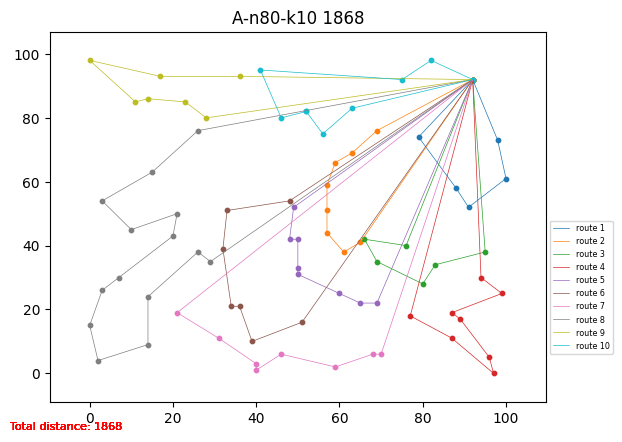 A-n80-k10 1868
100
80
60
40
20
0
0 20 40 60 80 100
route 1
route 2
route 3
route 4
route 5
route 6
route 7
route 8
route 9
route 10
Total distance: 1868